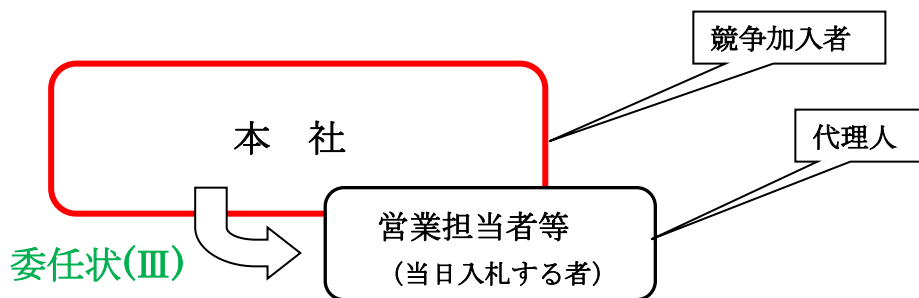 競争加入者
本　社
代理人
営業担当者等
（当日入札する者）
委任状(Ⅲ)